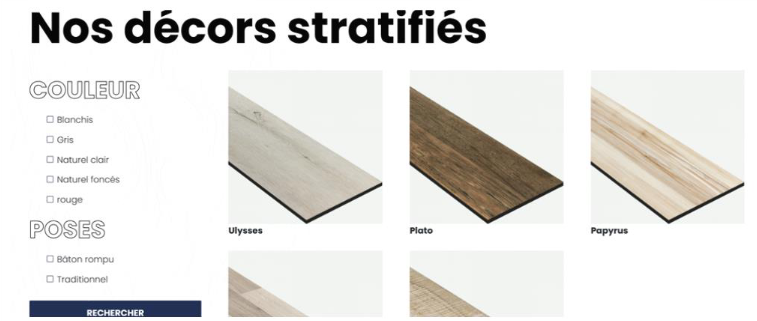 Nos décors stratifiés
COULEUR
Blanchis
Gris
Naturel clair
Naturel foncés
rouge
POSES
Bâton rompu
Traditionnel
RECHERCHER
Ulysses
Plato
Papyrus